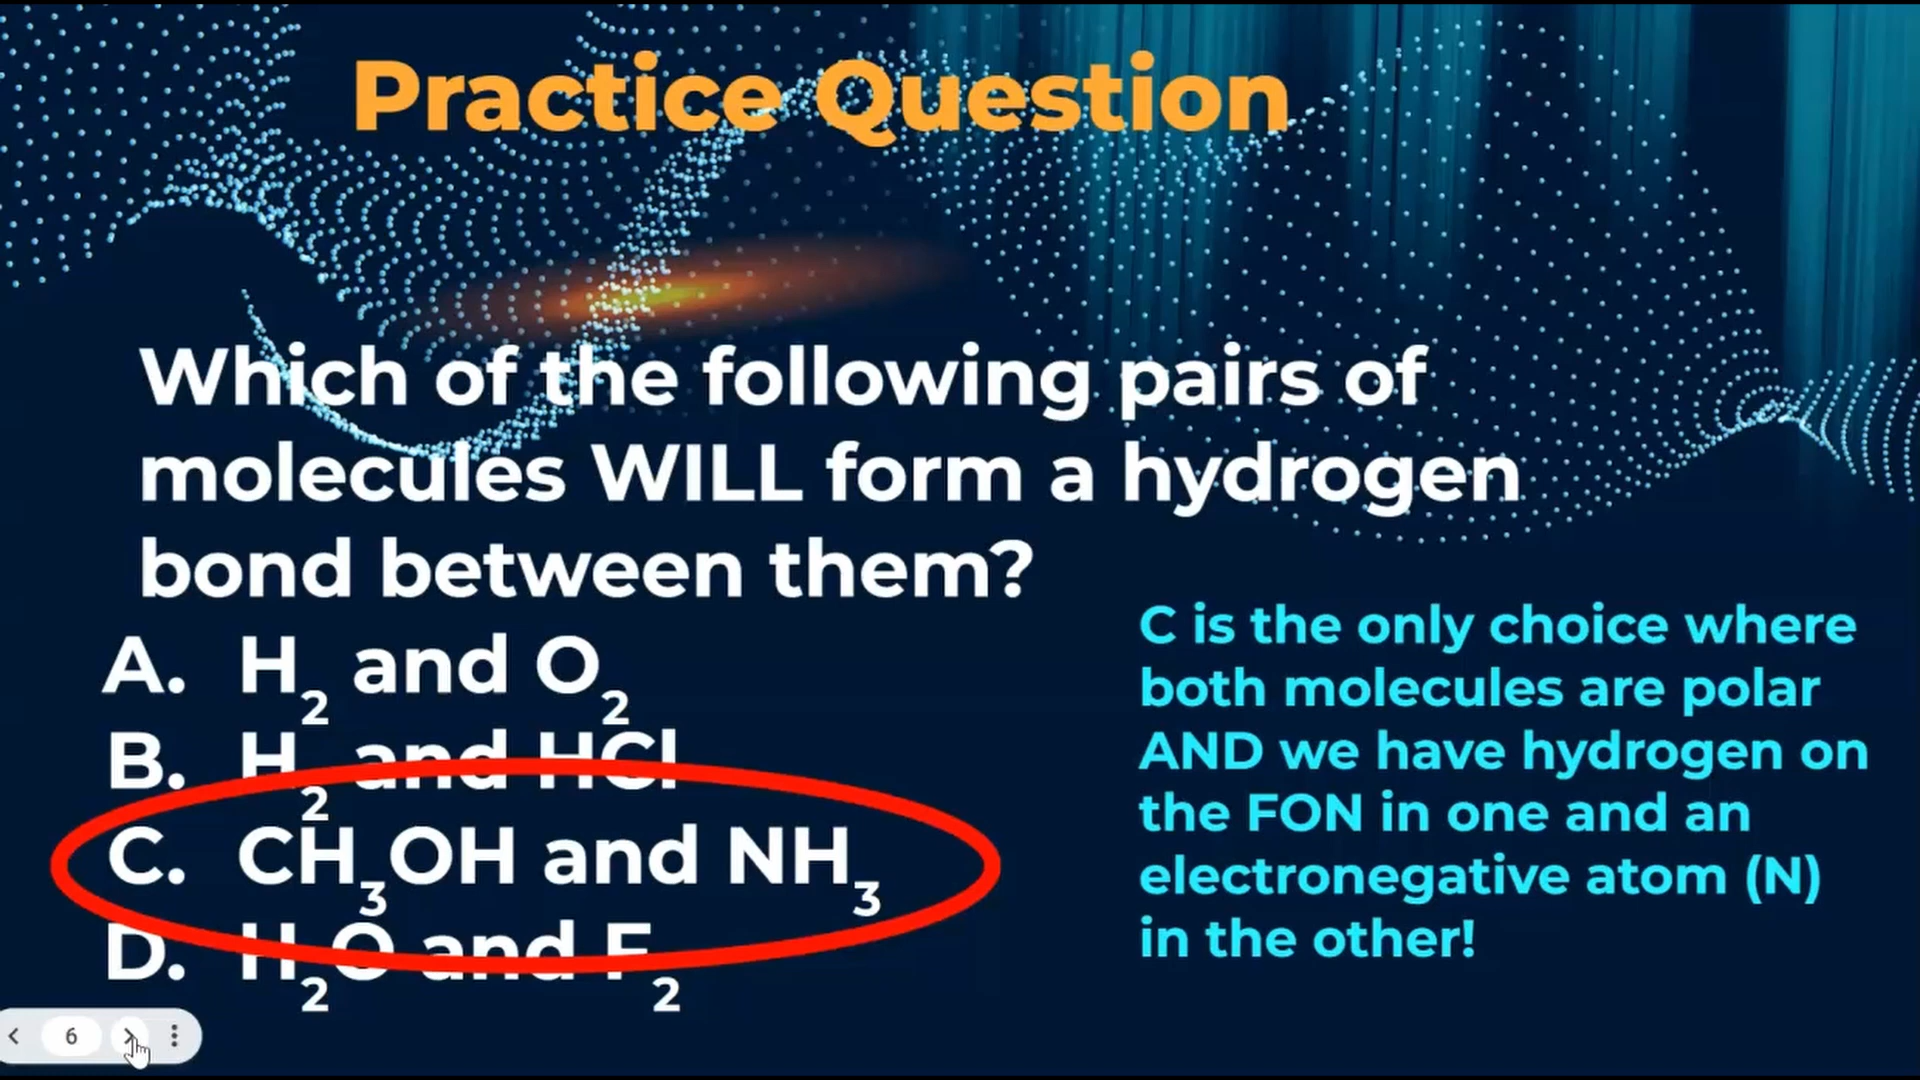 Practice Question
Which of the following pairs of
molecules WILL form a hydrogen
bond between them?
A. H₂ and O₂
B. H₂ and HCl
C. CH₃OH and NH₃
D. H₂O and F₂
C is the only choice where
both molecules are polar
AND we have hydrogen on
the FON in one and an
electronegative atom (N)
in the other!
6